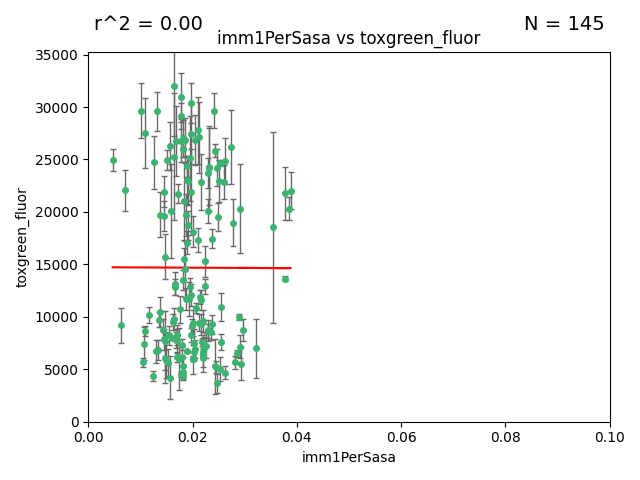 r^2 = 0.00
N = 145
imm1PerSasa vs toxgreen_fluor
35000
30000
25000
20000
15000
10000
5000
0
toxgreen_fluor
0.00
0.02
0.04
0.06
0.08
0.10
imm1PerSasa